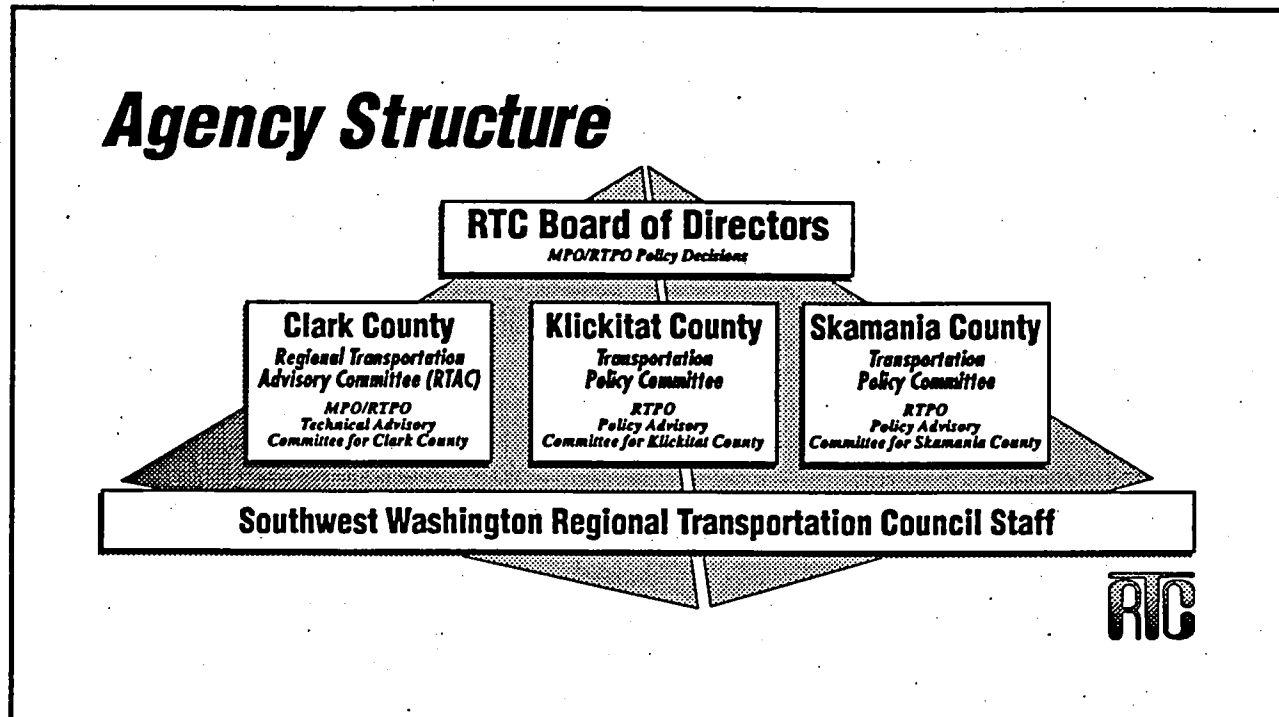 Agency Structure
RTC Board of Directors
MPO/RTPO Policy Decisions
Clark County
Regional Transportation
Advisory Committee (RTAC)
MPO/RTPO
Technical Advisory
Committee for Clark County
Klickitat County
Transportation
Policy Committee
RTPO
Policy Advisory
Committee for Klickitat County
Skamania County
Transportation
Policy Committee
RTPO
Policy Advisory
Committee for Skamania County
Southwest Washington Regional Transportation Council Staff
RTC